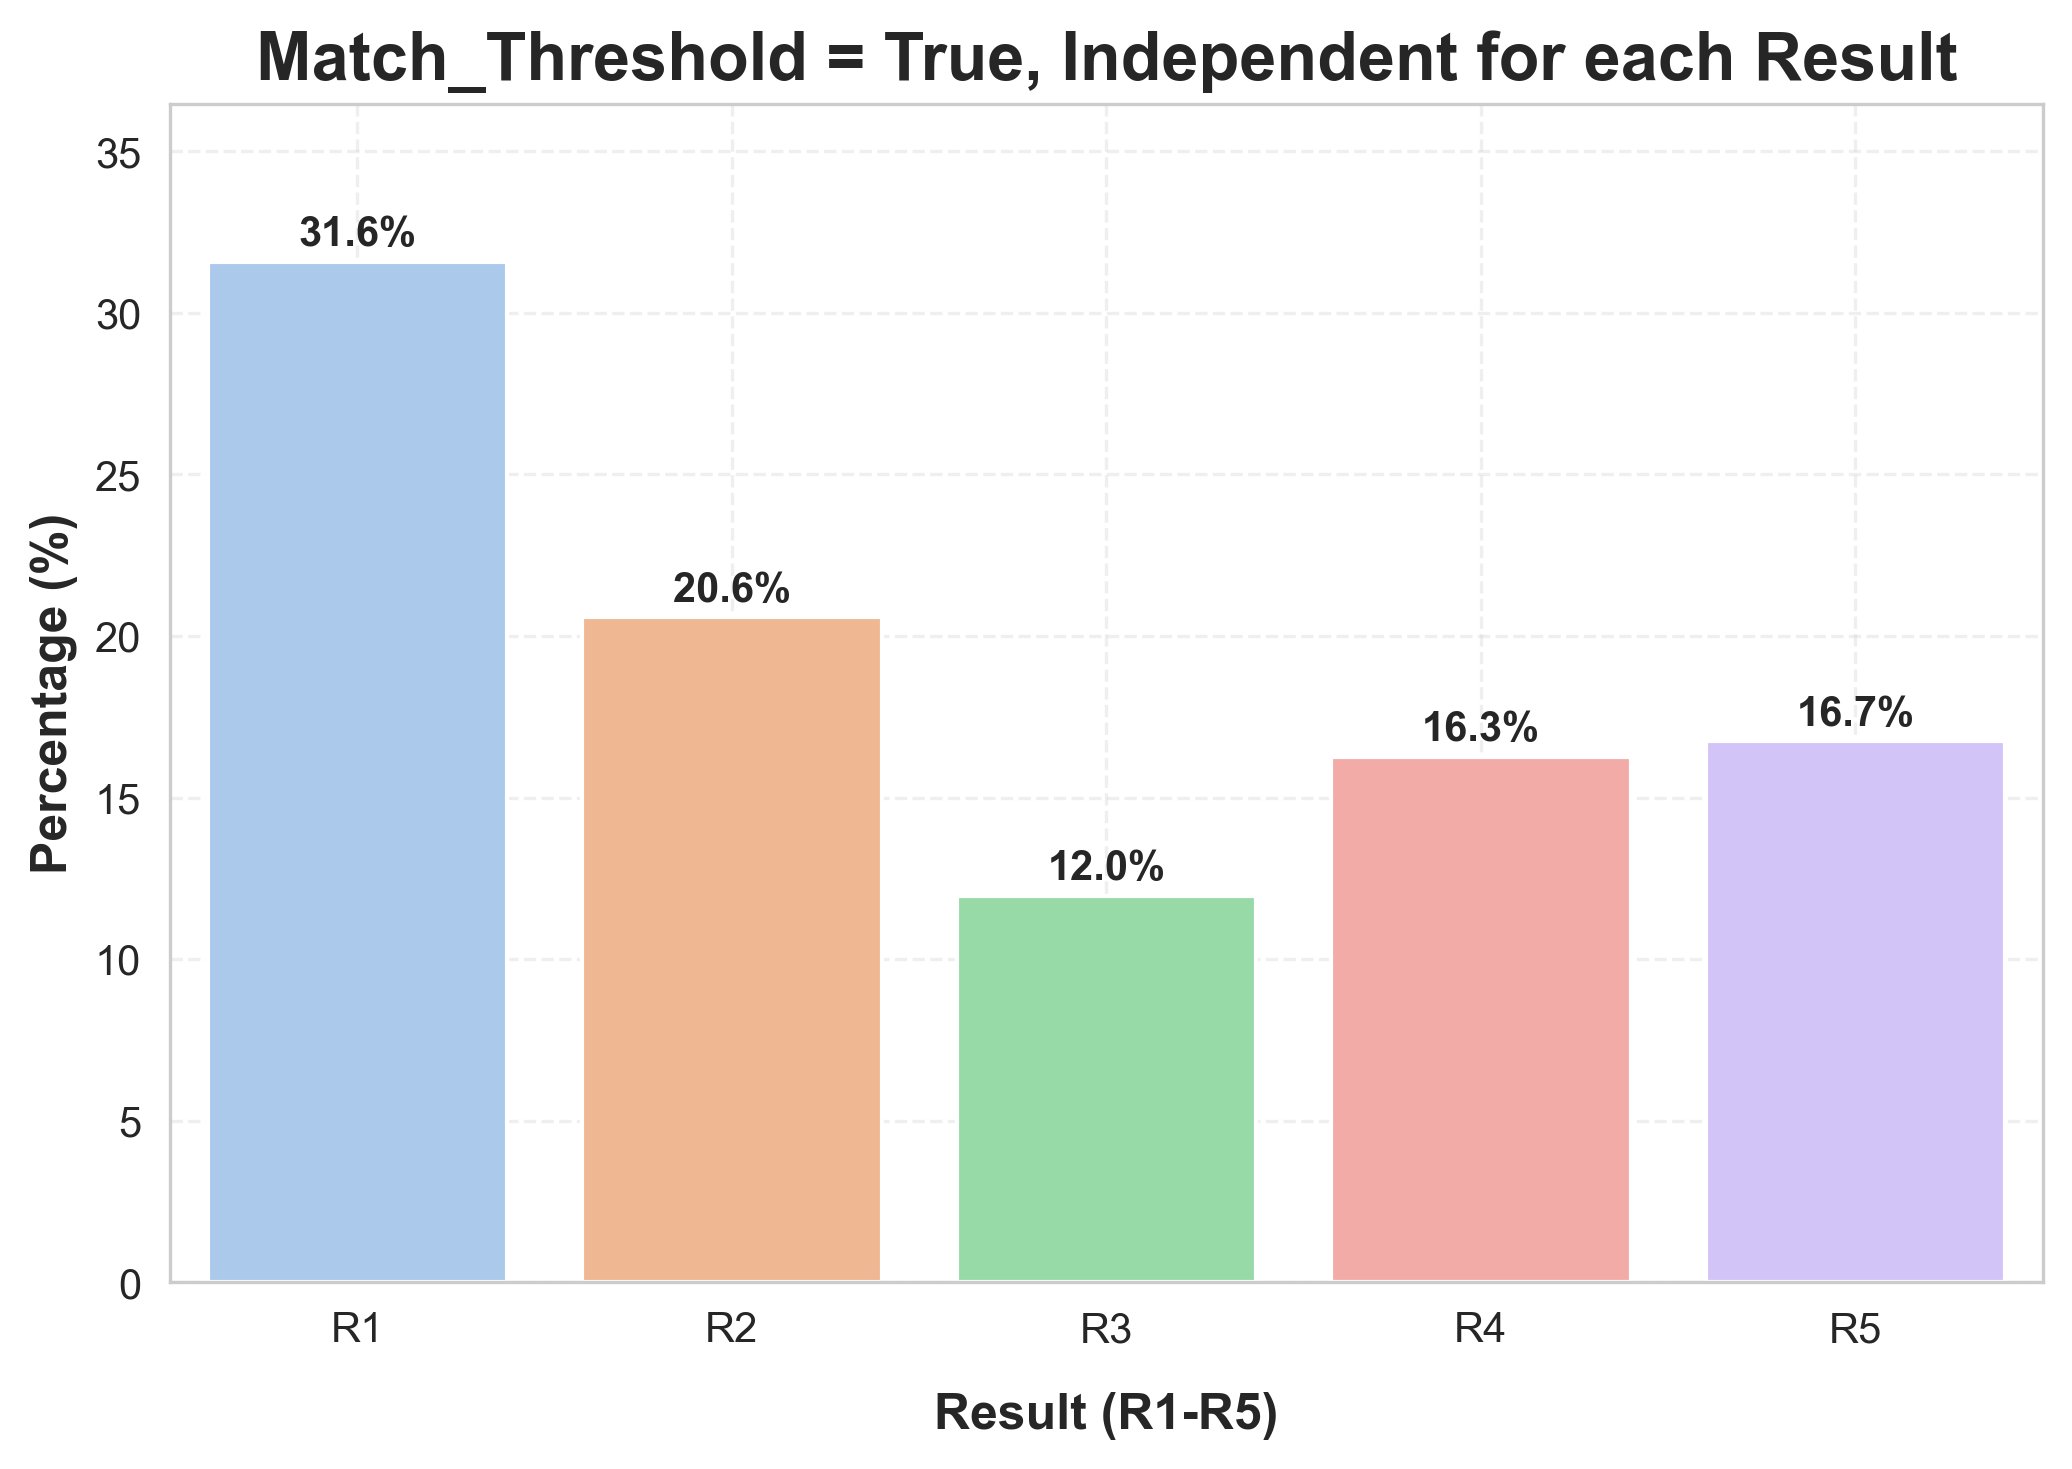 Match_Threshold = True, Independent for each Result
Percentage (%)
35
30
25
20
15
10
5
0
31.6%
20.6%
12.0%
16.3%
16.7%
R1
R2
R3
R4
R5
Result (R1-R5)